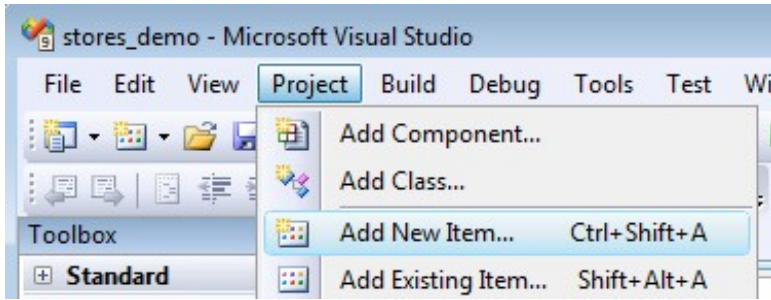 stores_demo - Microsoft Visual Studio
File Edit View Project Build Debug Tools Test
Add Component...
Add Class...
Toolbox
Add New Item... Ctrl+Shift+A
Standard
Add Existing Item... Shift+Alt+A